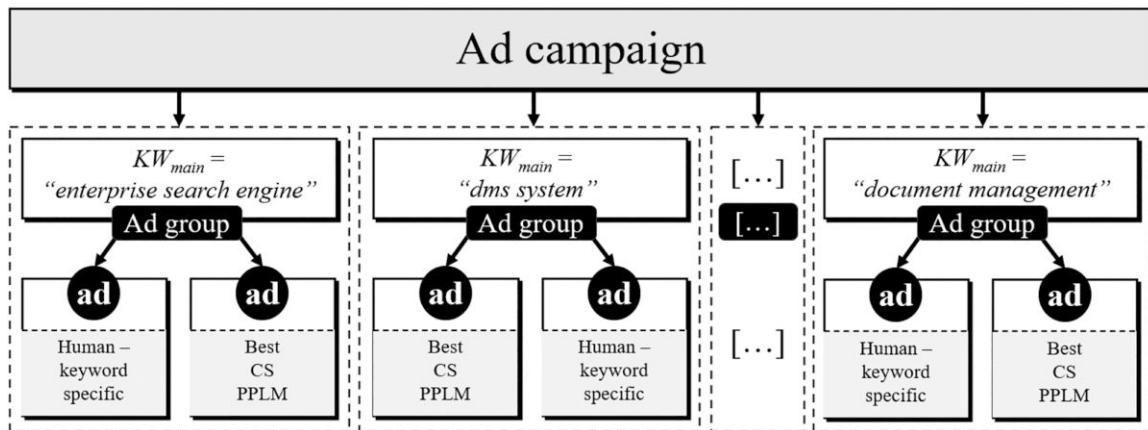 Ad campaign
KW_main =
“enterprise search engine”
Ad group
ad
Human –
keyword
specific
ad
Best
CS
PPLM
KW_main =
“dms system”
Ad group
ad
Best
CS
PPLM
ad
Human –
keyword
specific
[…]
[…]
[…]
KW_main =
“document management”
Ad group
ad
Human –
keyword
specific
ad
Best
CS
PPLM